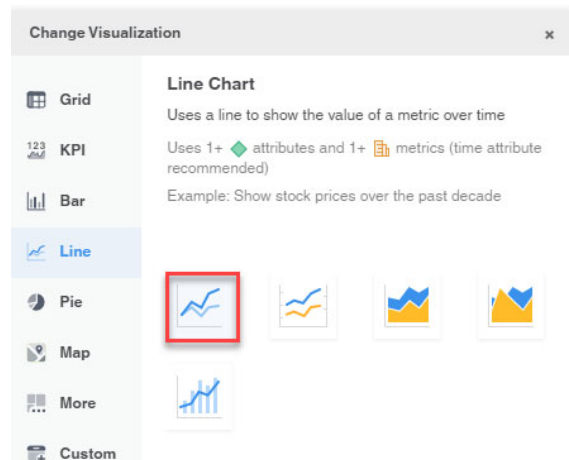 Change Visualization
Grid
123
KPI
Bar
Line
Pie
Map
More
Custom
Line Chart
Uses a line to show the value of a metric over time
Uses 1+ attributes and 1+ metrics (time attribute
recommended)
Example: Show stock prices over the past decade